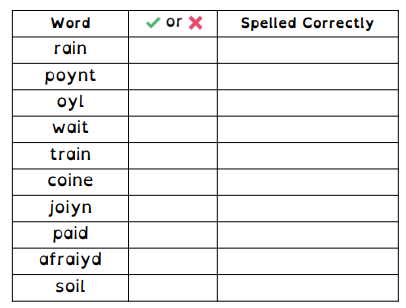 Word ✓ or ✗ Spelled Correctly
rain
poynt
oyl
wait
train
coine
joiyn
paid
afraiyd
soil